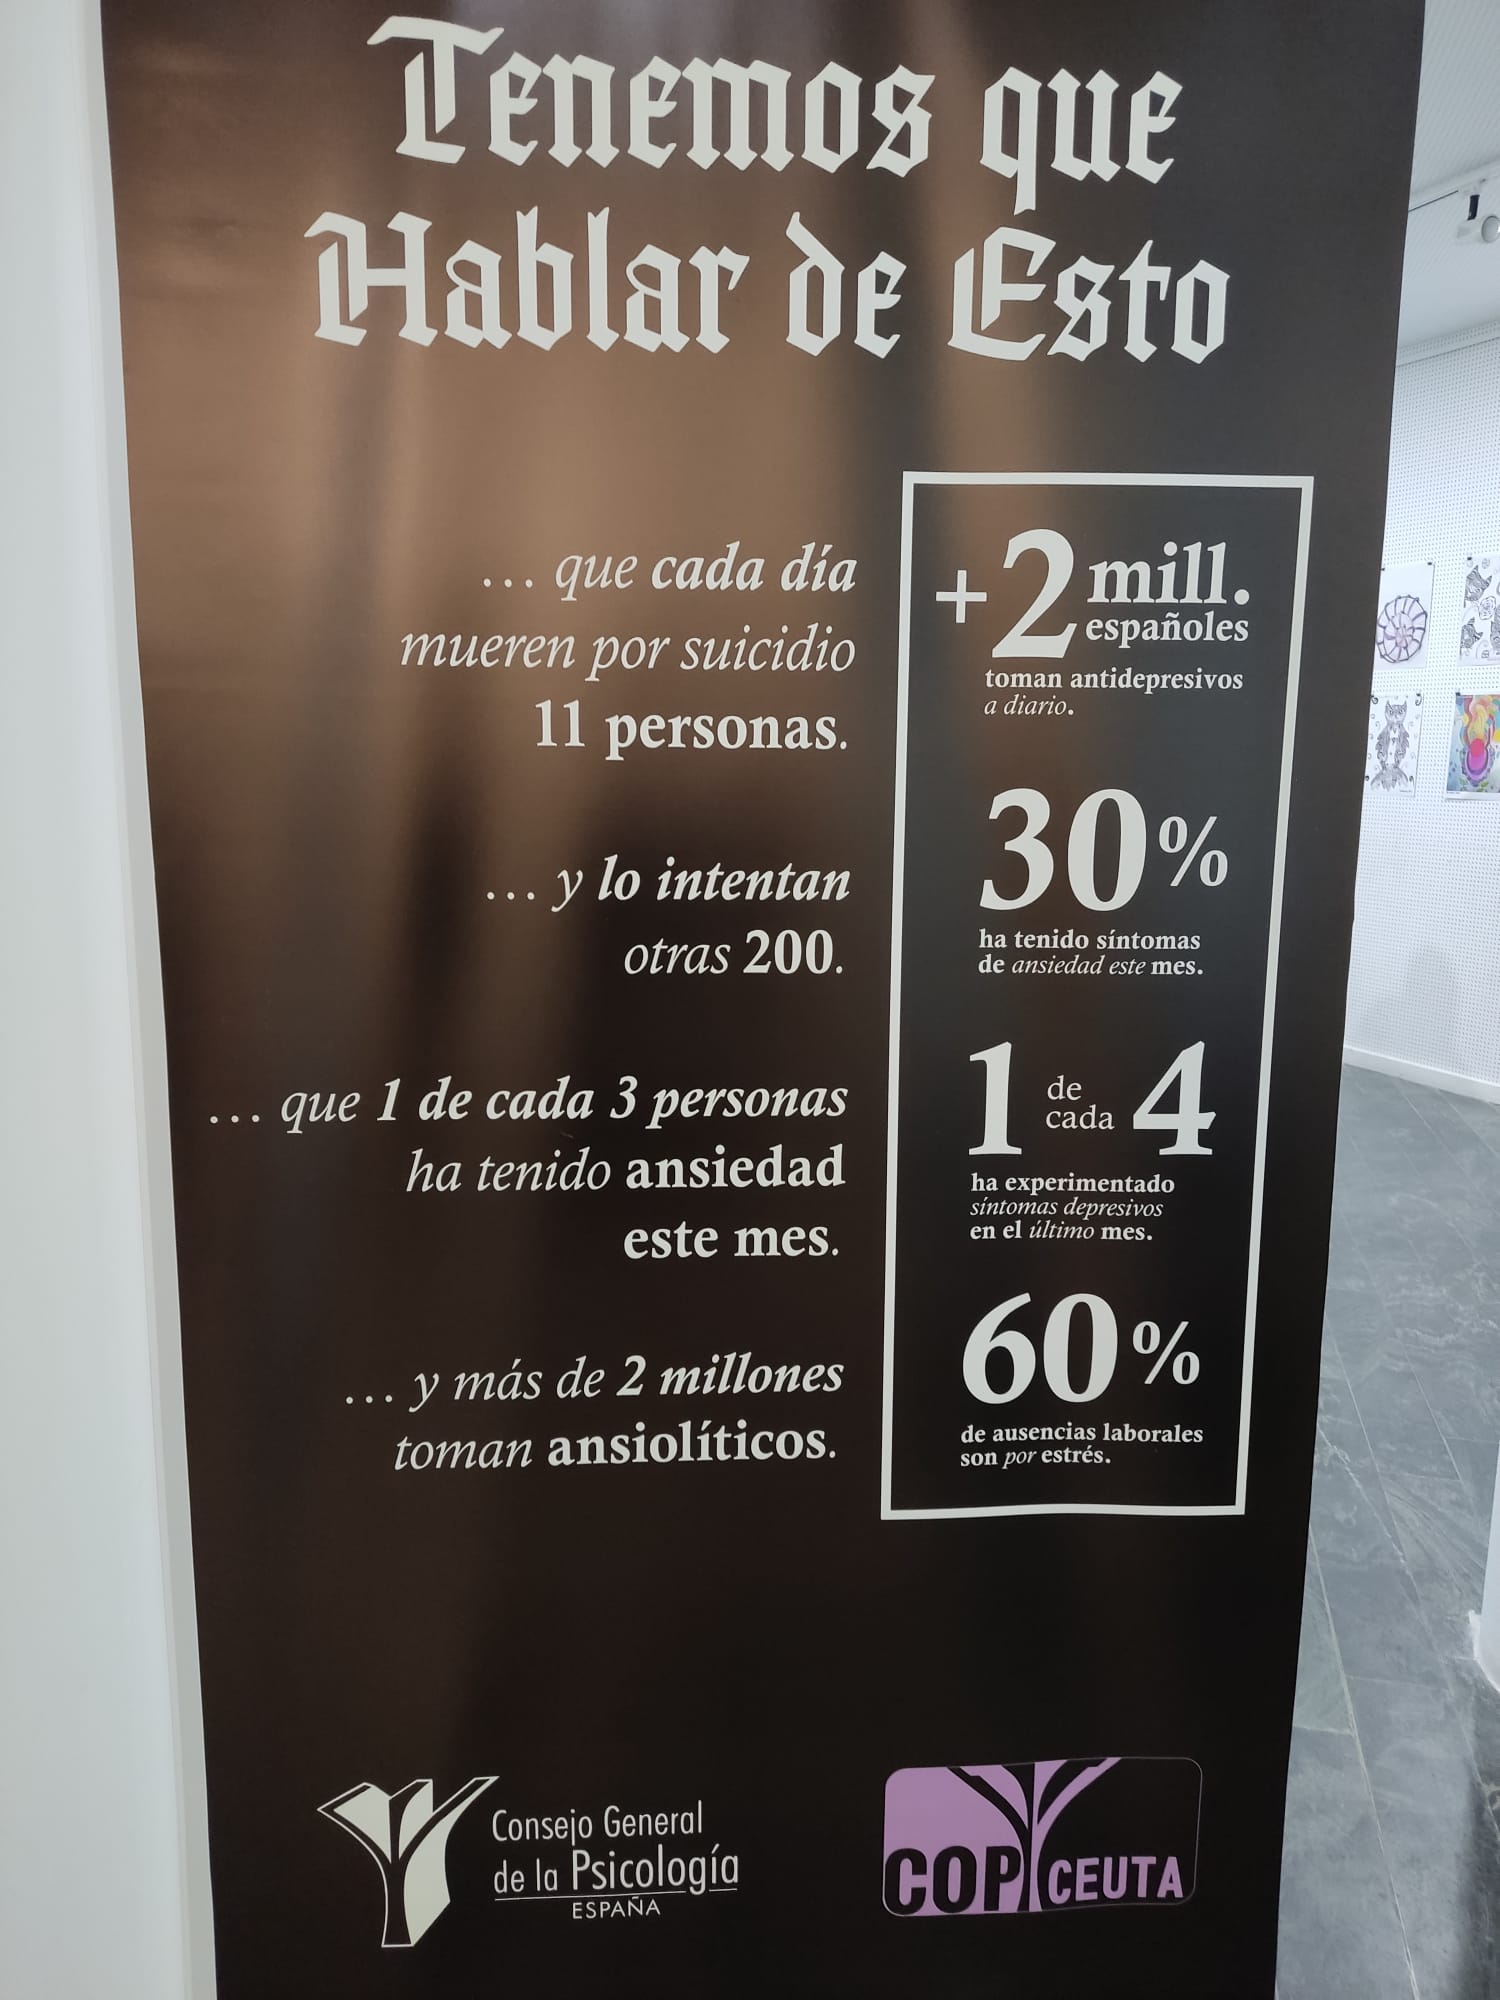 Tenemos que
Hablar de Esto
... que cada día
mueren por suicidio
11 personas.
... y lo intentan
otras 200.
... que 1 de cada 3 personas
ha tenido ansiedad
este mes.
... y más de 2 millones
toman ansiolíticos.
+2 mill.
españoles
toman antidepresivos
a diario.
30%
ha tenido síntomas
de ansiedad este mes.
1 de cada 4
ha experimentado
síntomas depresivos
en el último mes.
60%
de ausencias laborales
son por estrés.
Consejo General
de la Psicología
ESPAÑA
COP CEUTA